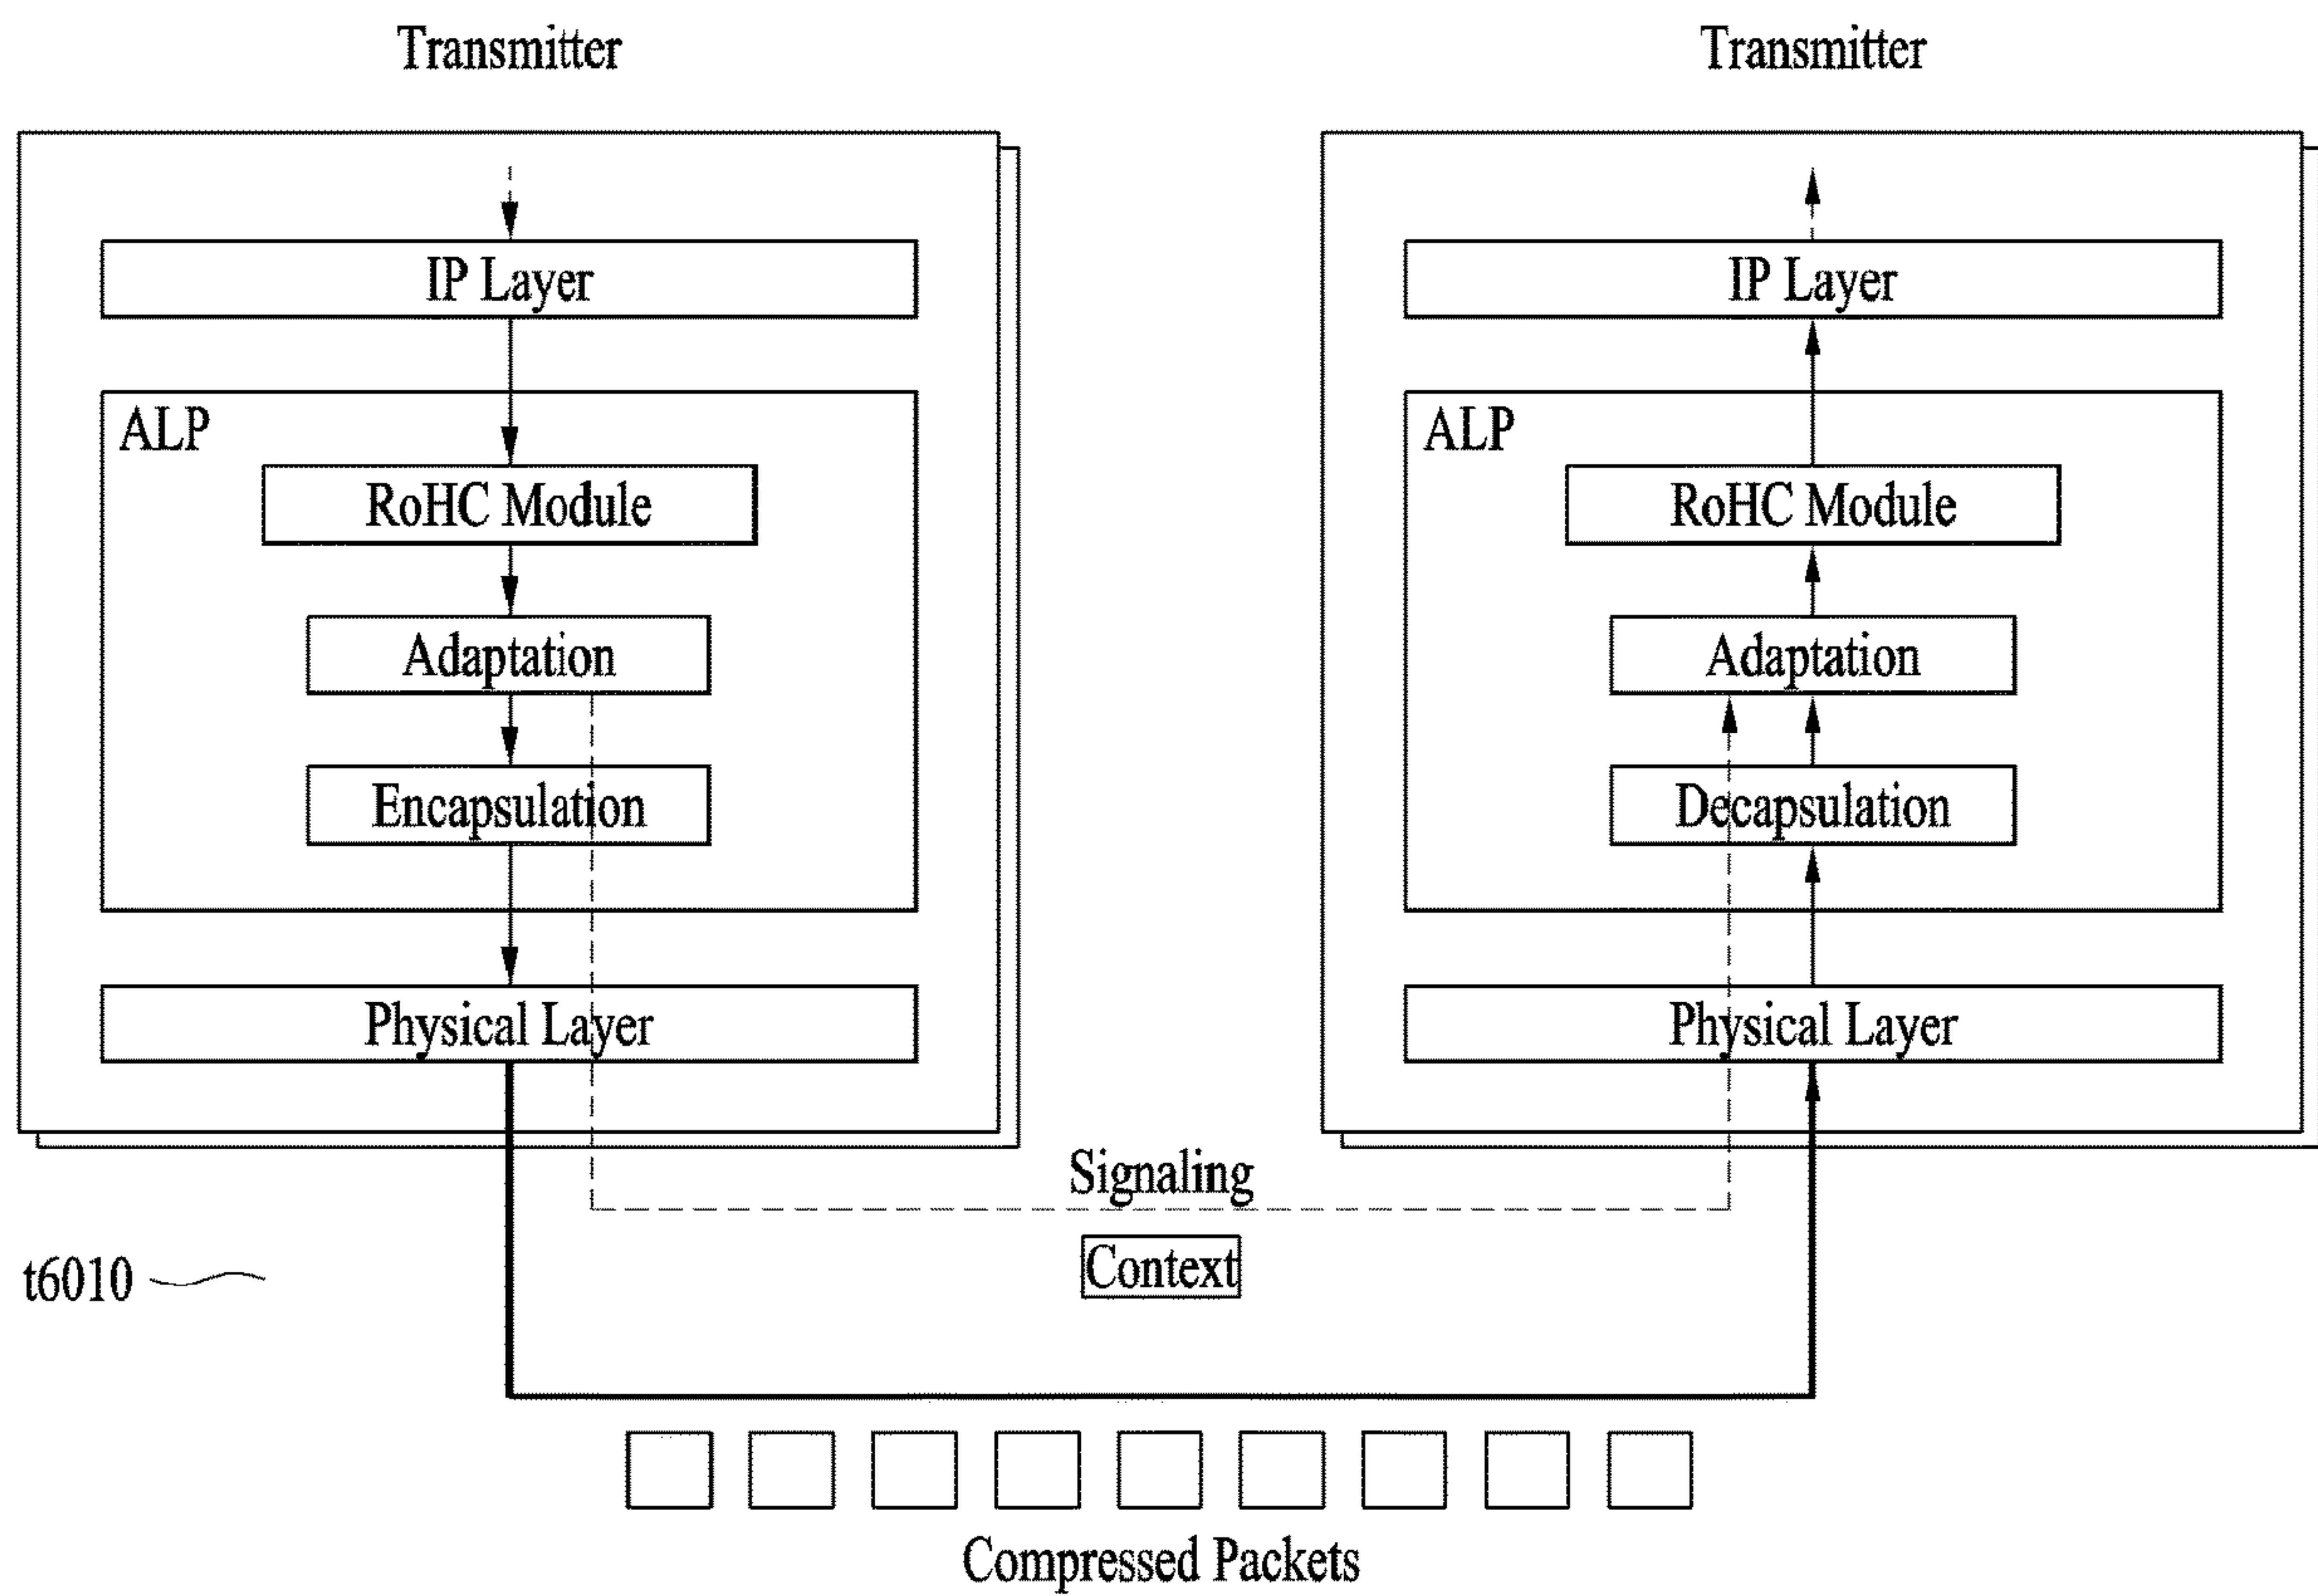 Transmitter
IP Layer
ALP
RoHC Module
Adaptation
Encapsulation
Physical Layer
Transmitter
IP Layer
ALP
RoHC Module
Adaptation
Decapsulation
Physical Layer
Signaling
Context
t6010
Compressed Packets